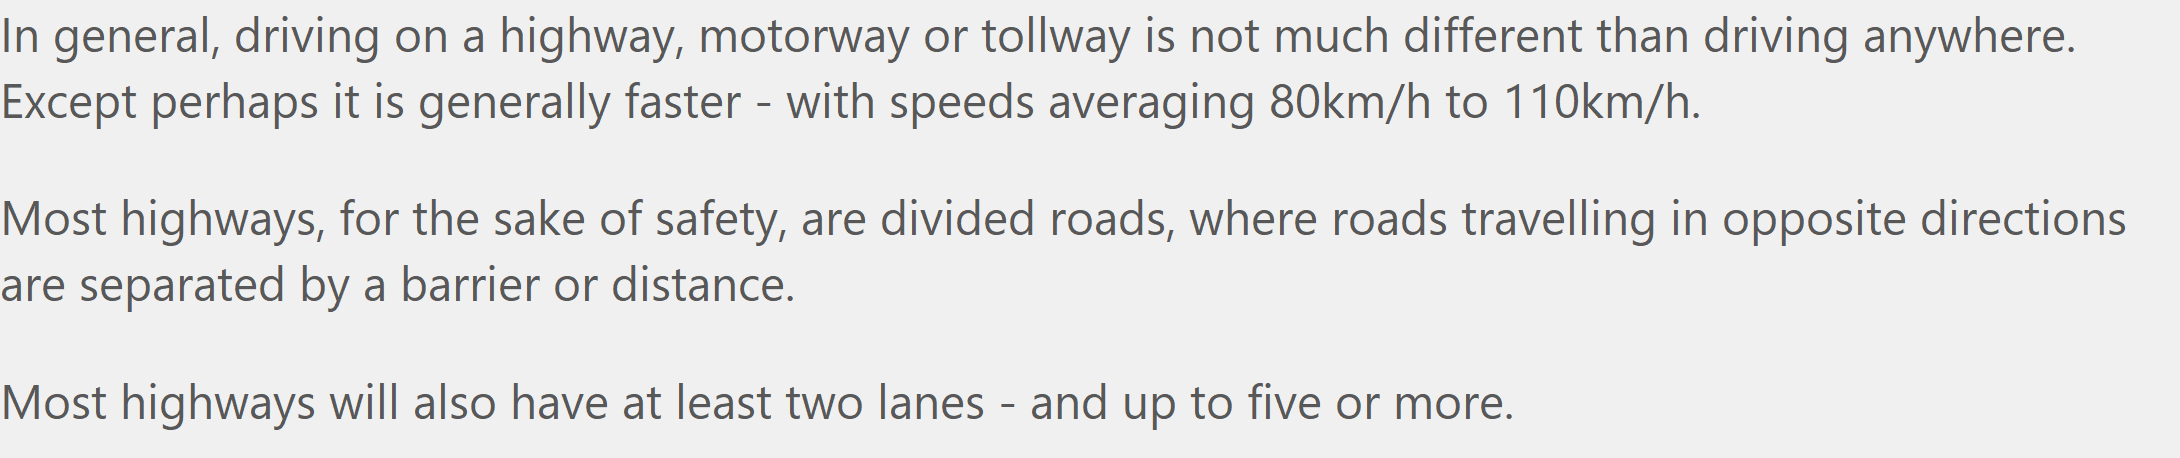 In general, driving on a highway, motorway or tollway is not much different than driving anywhere.
Except perhaps it is generally faster - with speeds averaging 80km/h to 110km/h.
Most highways, for the sake of safety, are divided roads, where roads travelling in opposite directions
are separated by a barrier or distance.
Most highways will also have at least two lanes - and up to five or more.